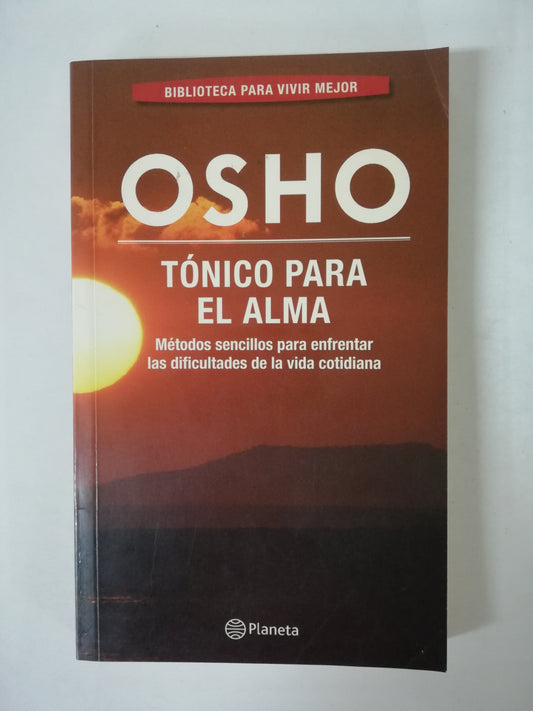 BIBLIOTECA PARA VIVIR MEJOR
OSHO
TÓNICO PARA
EL ALMA
Métodos sencillos para enfrentar
las dificultades de la vida cotidiana
Planeta